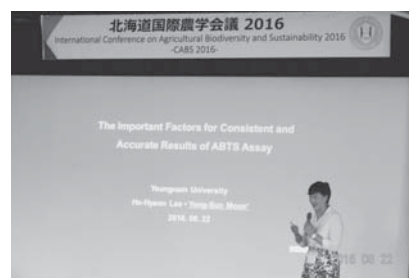 北海道国際農学会議 2016
International Conference on Agricultural Biodiversity and Sustainability 2016
-CABS 2016-
The Important Factors for Consistent and
Accurate Results of ABTS Assay
Yeungnam University
Ho-Hyeon Lee · Yong-Sun Moon*
2016. 08. 22
2016 08 22